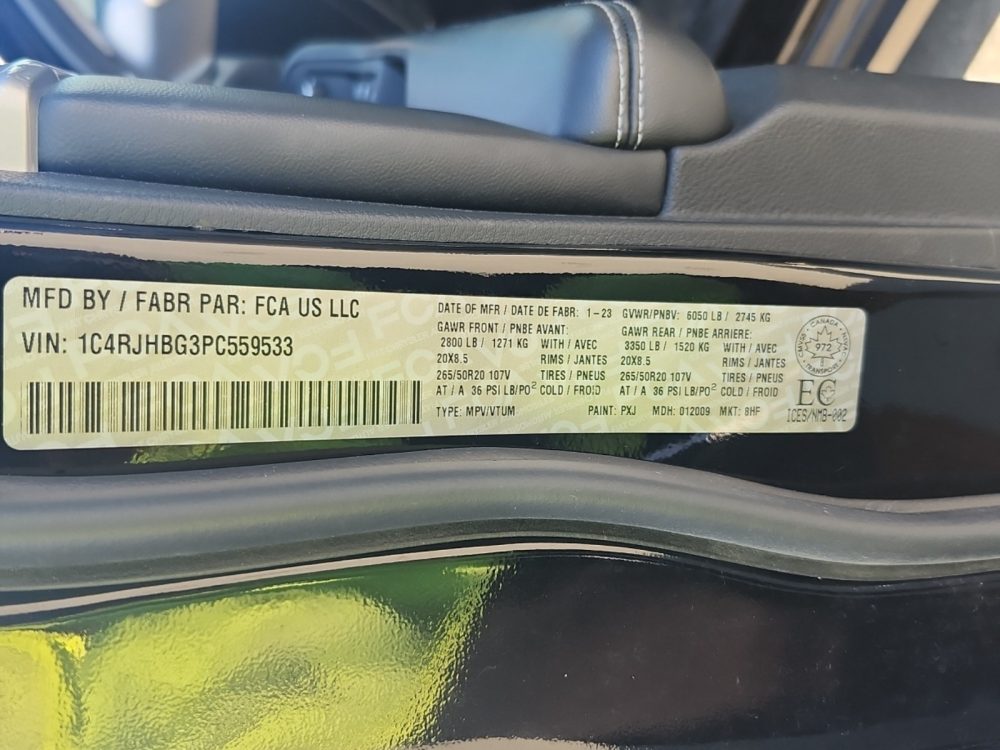 MFD BY / FABR PAR: FCA US LLC
VIN: 1C4RJHBG3PC559533
DATE OF MFR / DATE DE FABR: 1-23
GAWR FRONT / PNBE AVANT:
2800 LB / 1271 KG WITH / AVEC
20X8.5 RIMS / JANTES
265/50R20 107V TIRES / PNEUS
AT / A 36 PSI LB/PO² COLD / FROID
TYPE: MPV/VTUM
GVWR/PNBV: 6050 LB / 2745 KG
GAWR REAR / PNBE ARRIERE:
3350 LB / 1520 KG WITH / AVEC
20X8.5 RIMS / JANTES
265/50R20 107V TIRES / PNEUS
AT / A 36 PSI LB/PO² COLD / FROID
PAINT: PXJ MDH: 012009 MKT: 8HF
CANADA
CMVSS
NSVAC
972
TRANSPORT
EC
ICES/NMB-002